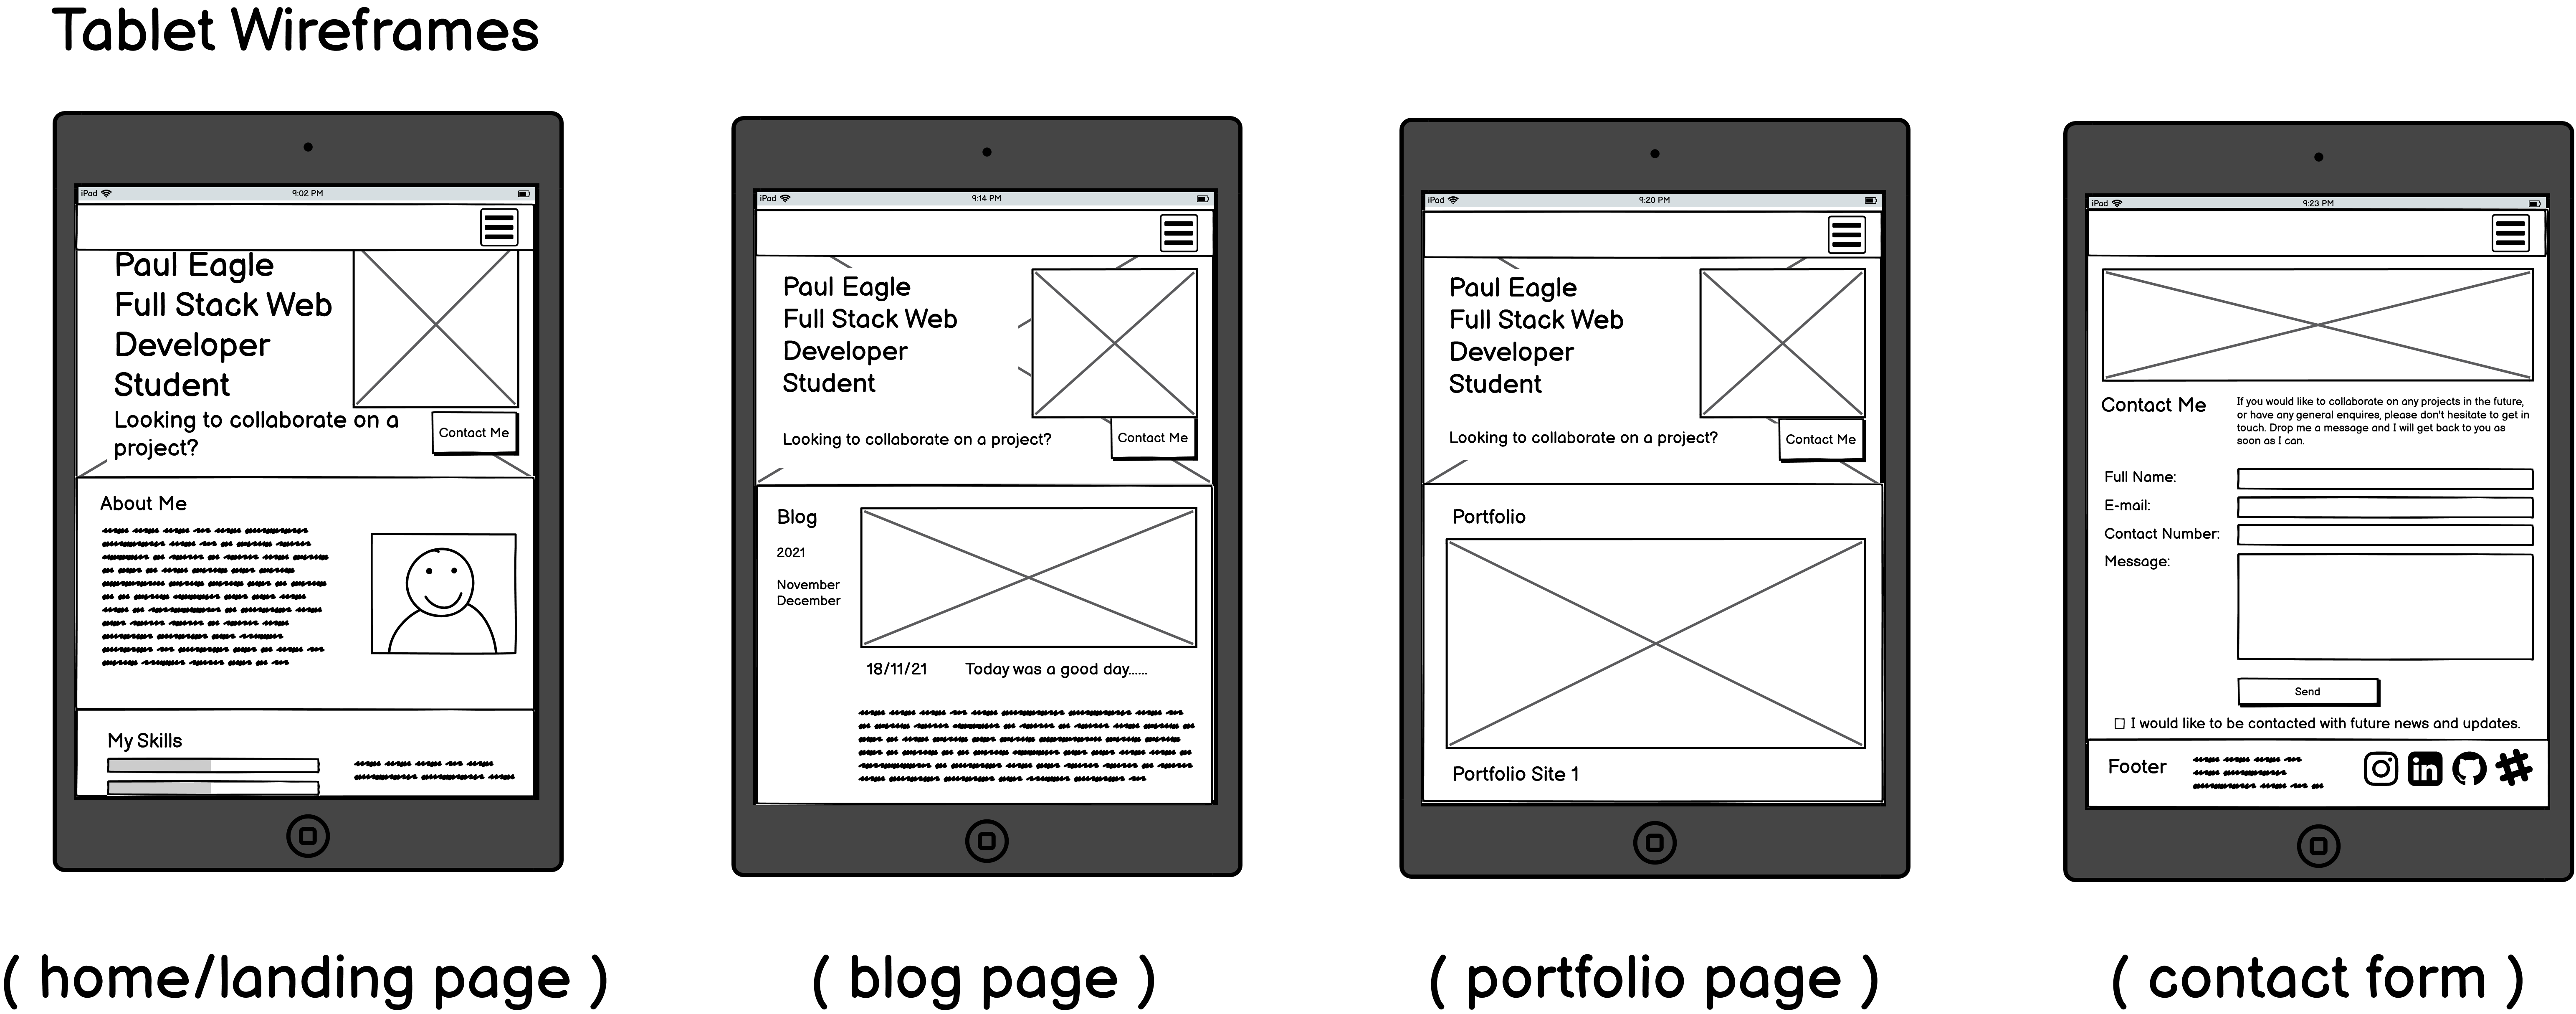 Tablet Wireframes
iPad 9:02 PM
Paul Eagle
Full Stack Web
Developer
Student
Looking to collaborate on a
project?
Contact Me
About Me
My Skills
( home/landing page )
iPad 9:14 PM
Paul Eagle
Full Stack Web
Developer
Student
Looking to collaborate on a project?
Contact Me
Blog
2021
November
December
18/11/21 Today was a good day......
( blog page )
iPad 9:20 PM
Paul Eagle
Full Stack Web
Developer
Student
Looking to collaborate on a project?
Contact Me
Portfolio
Portfolio Site 1
( portfolio page )
iPad 9:23 PM
Contact Me
If you would like to collaborate on any projects in the future,
or have any general enquires, please don't hesitate to get in
touch. Drop me a message and I will get back to you as
soon as I can.
Full Name:
E-mail:
Contact Number:
Message:
Send
I would like to be contacted with future news and updates.
Footer
in
( contact form )